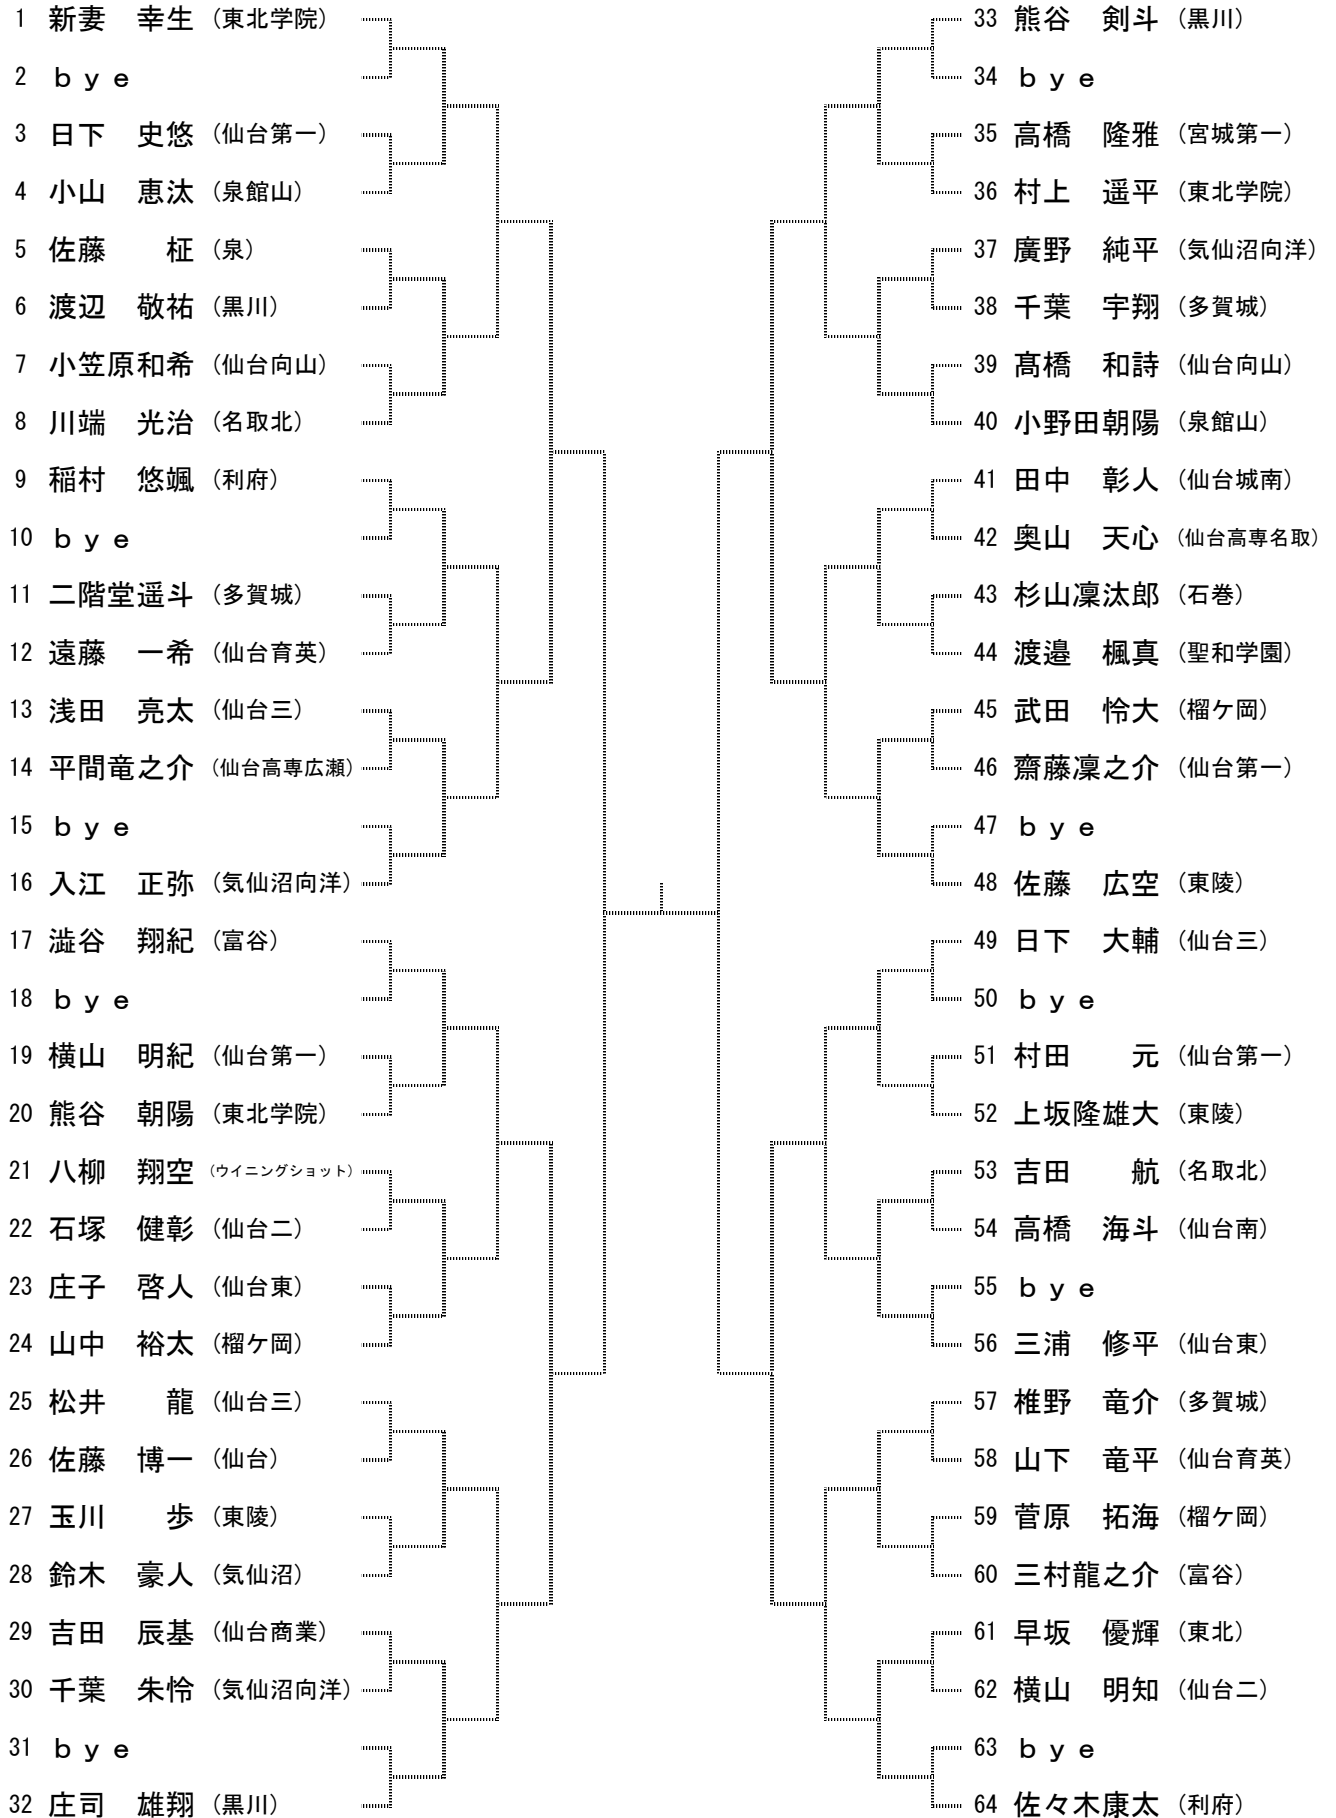 1 新妻　幸生 （東北学院）
2 ｂｙｅ
3 日下　史悠 （仙台第一）
4 小山　恵汰 （泉館山）
5 佐藤　　柾 （泉）
6 渡辺　敬祐 （黒川）
7 小笠原和希 （仙台向山）
8 川端　光治 （名取北）
9 稲村　悠颯 （利府）
10 ｂｙｅ
11 二階堂遥斗 （多賀城）
12 遠藤　一希 （仙台育英）
13 浅田　亮太 （仙台三）
14 平間竜之介 （仙台高専広瀬）
15 ｂｙｅ
16 入江　正弥 （気仙沼向洋）
17 澁谷　翔紀 （富谷）
18 ｂｙｅ
19 横山　明紀 （仙台第一）
20 熊谷　朝陽 （東北学院）
21 八柳　翔空 （ウイニングショット）
22 石塚　健彰 （仙台二）
23 庄子　啓人 （仙台東）
24 山中　裕太 （榴ケ岡）
25 松井　　龍 （仙台三）
26 佐藤　博一 （仙台）
27 玉川　　歩 （東陵）
28 鈴木　豪人 （気仙沼）
29 吉田　辰基 （仙台商業）
30 千葉　朱怜 （気仙沼向洋）
31 ｂｙｅ
32 庄司　雄翔 （黒川）
33 熊谷　剣斗 （黒川）
34 ｂｙｅ
35 高橋　隆雅 （宮城第一）
36 村上　遥平 （東北学院）
37 廣野　純平 （気仙沼向洋）
38 千葉　宇翔 （多賀城）
39 髙橋　和詩 （仙台向山）
40 小野田朝陽 （泉館山）
41 田中　彰人 （仙台城南）
42 奥山　天心 （仙台高専名取）
43 杉山凜汰郎 （石巻）
44 渡邉　楓真 （聖和学園）
45 武田　怜大 （榴ケ岡）
46 齋藤凜之介 （仙台第一）
47 ｂｙｅ
48 佐藤　広空 （東陵）
49 日下　大輔 （仙台三）
50 ｂｙｅ
51 村田　　元 （仙台第一）
52 上坂隆雄大 （東陵）
53 吉田　　航 （名取北）
54 高橋　海斗 （仙台南）
55 ｂｙｅ
56 三浦　修平 （仙台東）
57 椎野　竜介 （多賀城）
58 山下　竜平 （仙台育英）
59 菅原　拓海 （榴ケ岡）
60 三村龍之介 （富谷）
61 早坂　優輝 （東北）
62 横山　明知 （仙台二）
63 ｂｙｅ
64 佐々木康太 （利府）